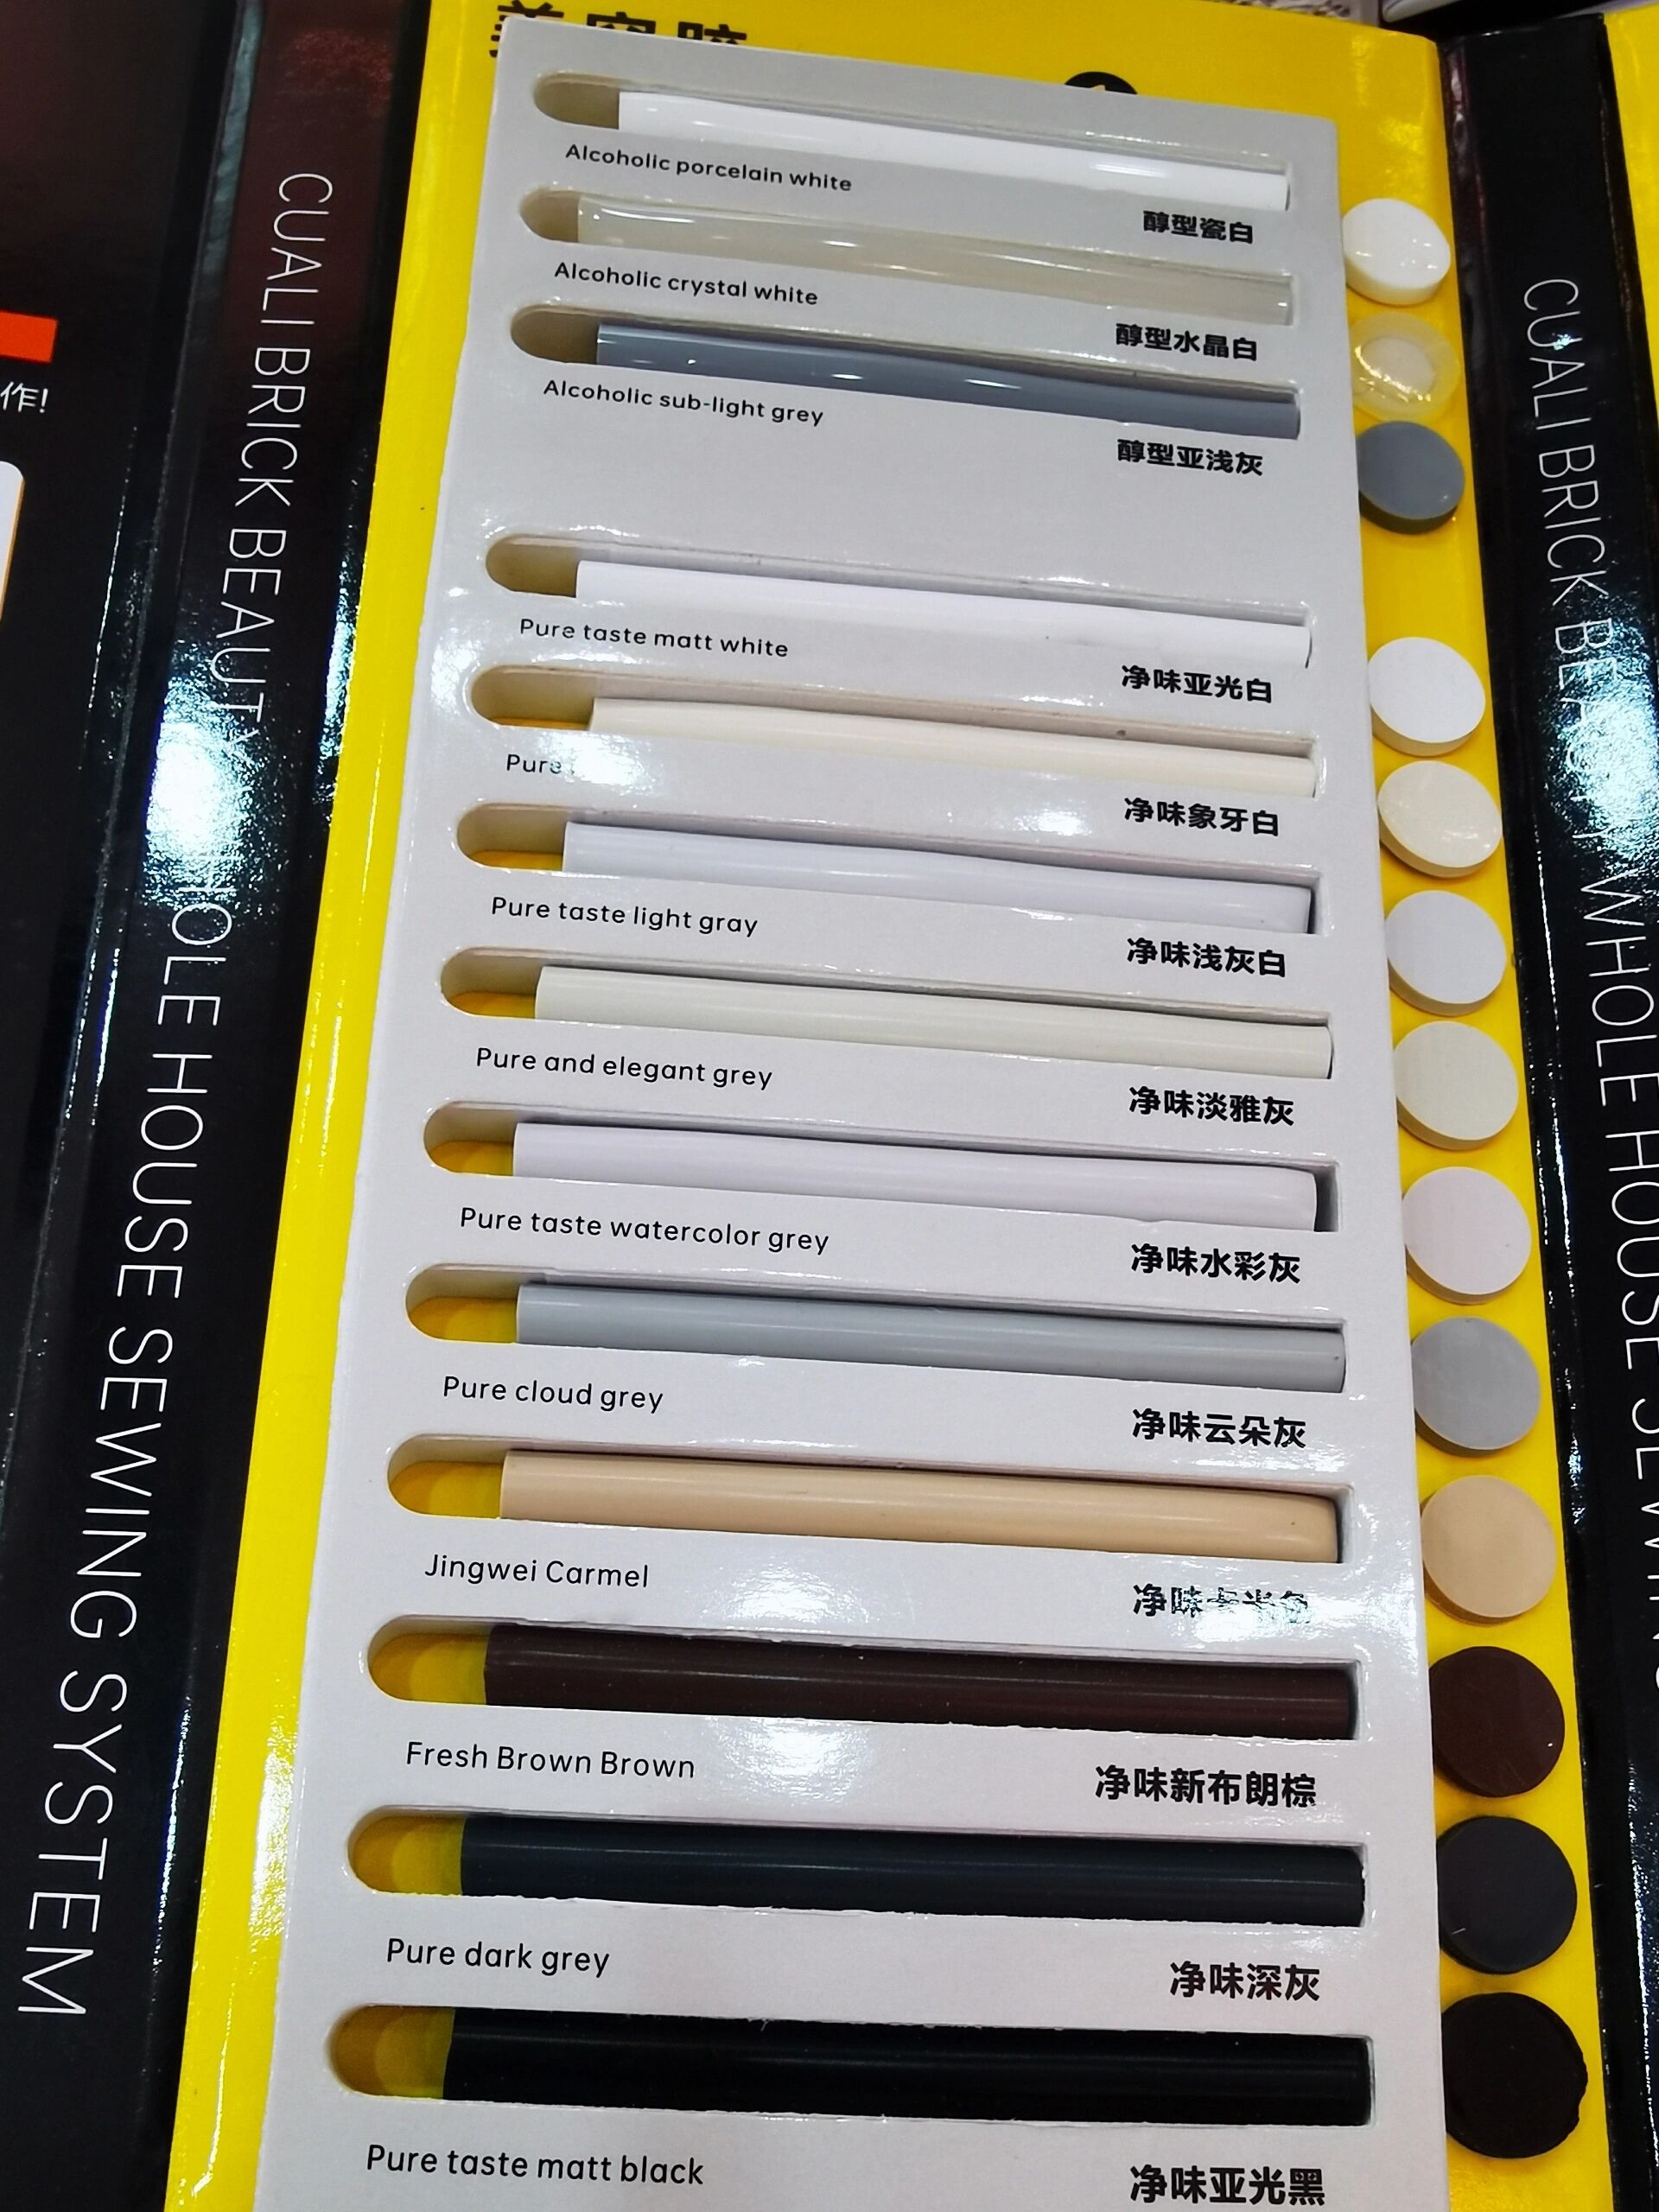 美容胶
作!
CUALI BRICK BEAUTY WHOLE HOUSE SEWING SYSTEM
Alcoholic porcelain white
醇型瓷白
Alcoholic crystal white
醇型水晶白
Alcoholic sub-light grey
醇型亚浅灰
Pure taste matt white
净味亚光白
Pure
净味象牙白
Pure taste light gray
净味浅灰白
Pure and elegant grey
净味淡雅灰
Pure taste watercolor grey
净味水彩灰
Pure cloud grey
净味云朵灰
Jingwei Carmel
净味卡米色
Fresh Brown Brown
净味新布朗棕
Pure dark grey
净味深灰
Pure taste matt black
净味亚光黑
CUALI BRICK BEAUTY WHOLE HOUSE SEWING